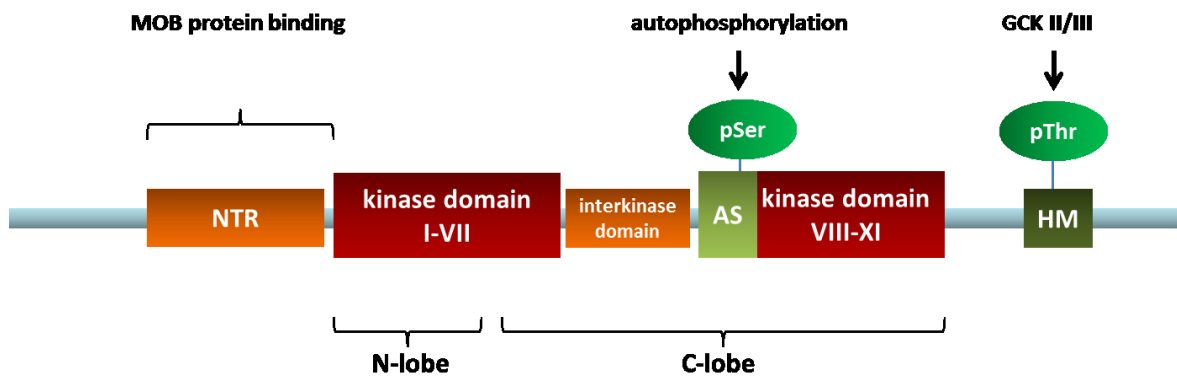 MOB protein binding
autophosphorylation
GCK II/III
pSer
pThr
NTR
kinase domain
I-VII
interkinase
domain
AS
kinase domain
VIII-XI
HM
N-lobe
C-lobe